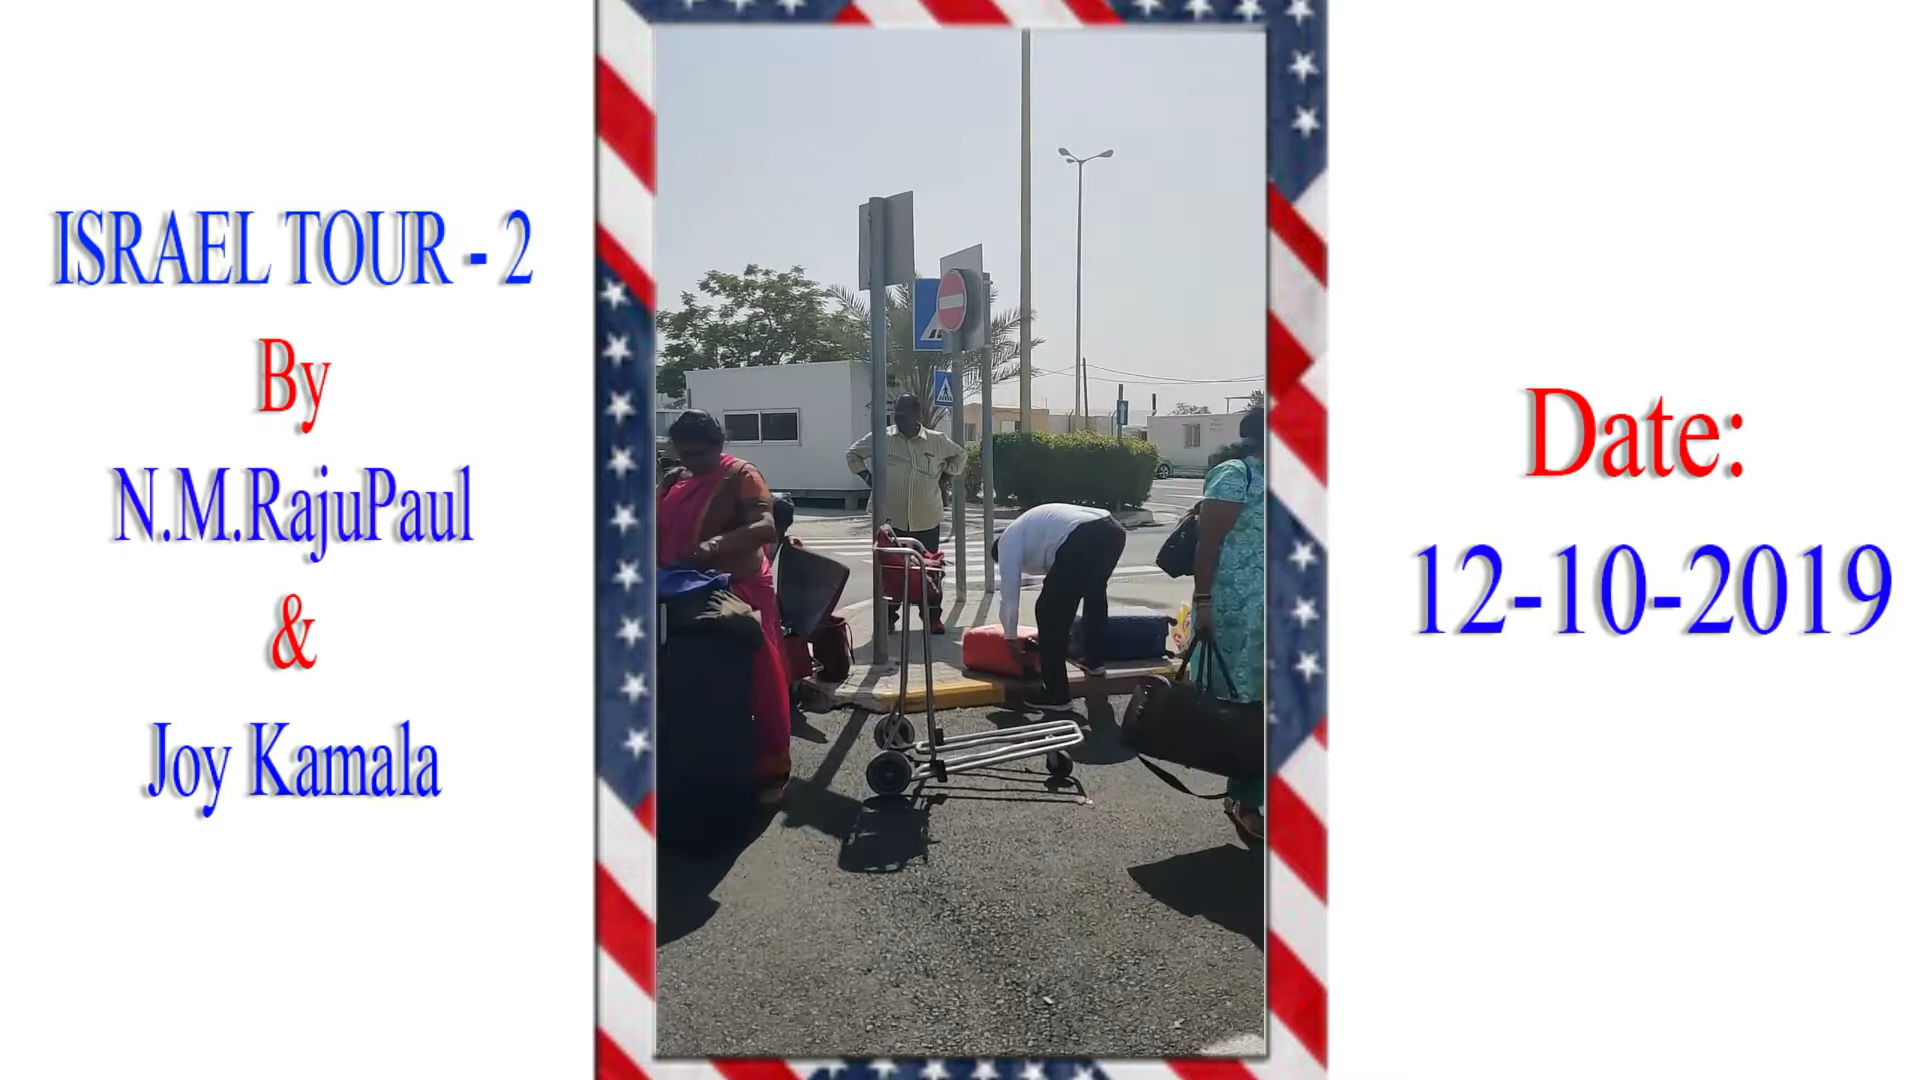 ISRAEL TOUR - 2
By
N.M.RajuPaul
&
Joy Kamala
Date:
12-10-2019